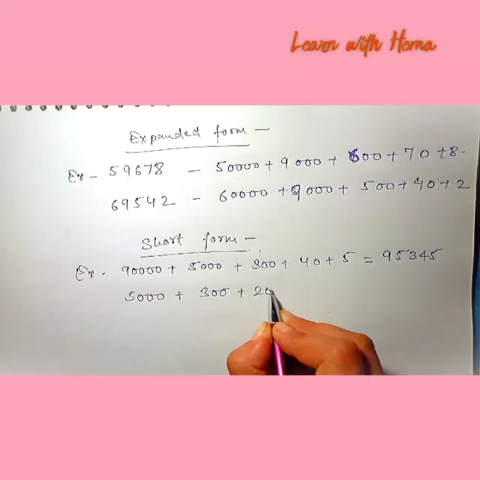 Learn with Hema
Expanded form -
Ex - 59678 - 50000 + 9000 + 600 + 70 + 8.
69542 - 60000 + 9000 + 500 + 40 + 2
Short form -
Ex. 90000 + 5000 + 300 + 40 + 5 = 95345
5000 + 300 + 20